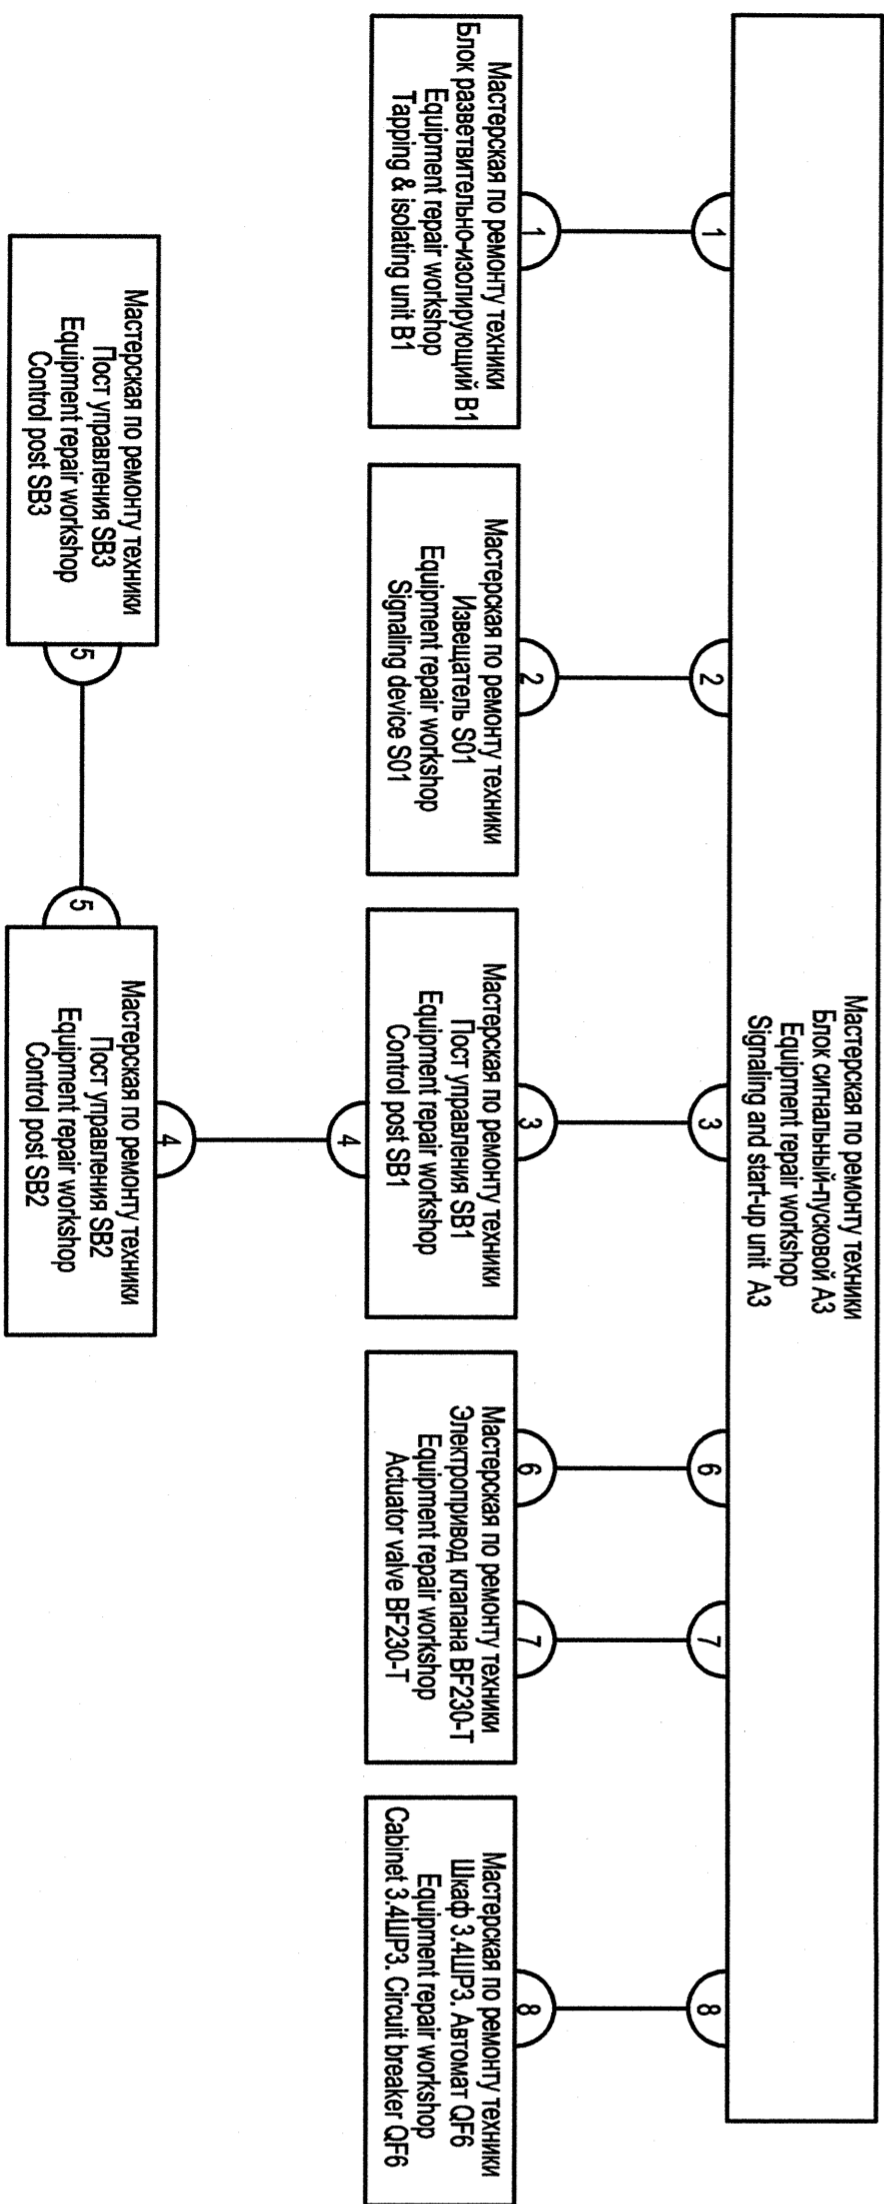 Мастерская по ремонту техники
Блок сигнальный-пусковой А3
Equipment repair workshop
Signaling and start-up unit A3
1
2
3
6
7
8
1
2
3
6
7
8
Мастерская по ремонту техники
Блок разветвительно-изолирующий В1
Equipment repair workshop
Tapping & isolating unit B1
Мастерская по ремонту техники
Извещатель S01
Equipment repair workshop
Signaling device S01
Мастерская по ремонту техники
Пост управления SB1
Equipment repair workshop
Control post SB1
Мастерская по ремонту техники
Электропривод клапана BF230-T
Equipment repair workshop
Actuator valve BF230-T
Мастерская по ремонту техники
Шкаф 3.4ШР3. Автомат QF6
Equipment repair workshop
Cabinet 3.4ШР3. Circuit breaker QF6
4
4
Мастерская по ремонту техники
Пост управления SB3
Equipment repair workshop
Control post SB3
5
5
Мастерская по ремонту техники
Пост управления SB2
Equipment repair workshop
Control post SB2